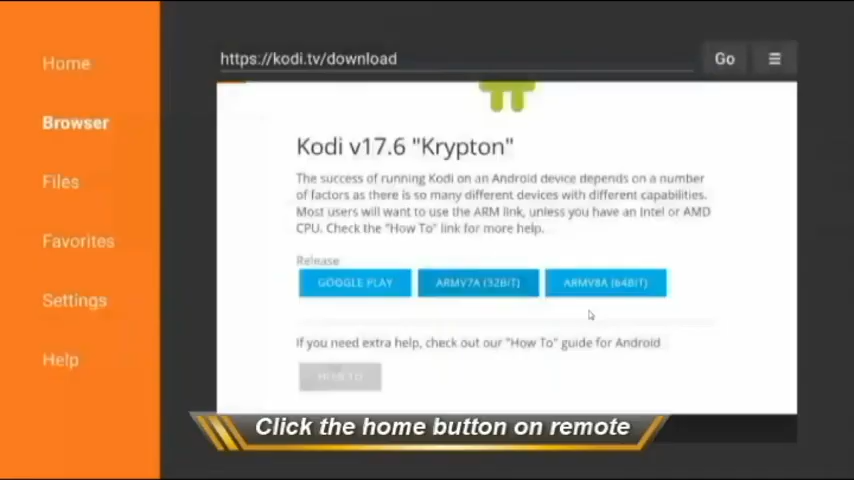 Home
Browser
Files
Favorites
Settings
Help
https://kodi.tv/download
Go
Kodi v17.6 "Krypton"
The success of running Kodi on an Android device depends on a number
of factors as there is so many different devices with different capabilities.
Most users will want to use the ARM link, unless you have an Intel or AMD
CPU. Check the "How To" link for more help.
Release
GOOGLE PLAY
ARMV7A (32BIT)
ARMV8A (64BIT)
If you need extra help, check out our "How To" guide for Android
HOW TO
Click the home button on remote